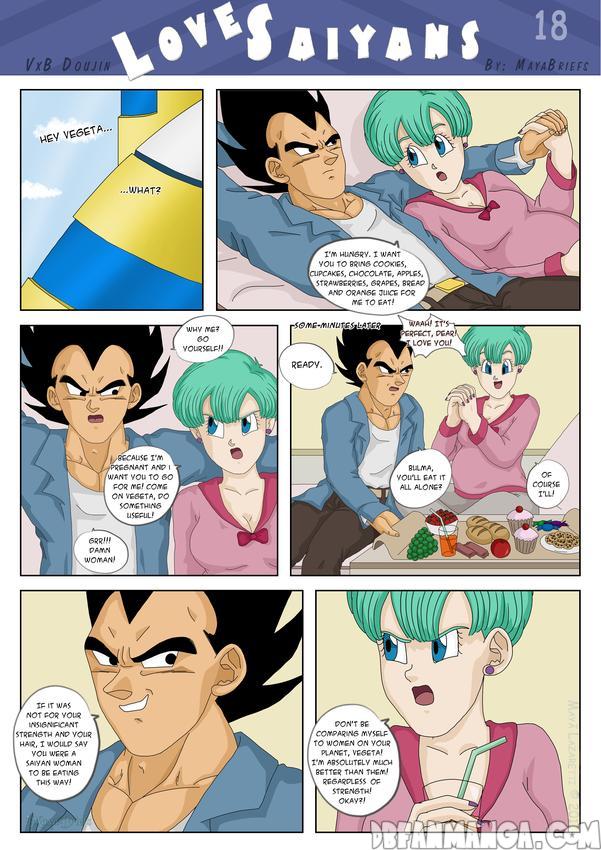 LOVE SAIYANS
18
VXB DOUJIN
BY: MAYABRIEFS
HEY VEGETA...
...WHAT?
I'M HUNGRY. I WANT
YOU TO BRING COOKIES,
CUPCAKES, CHOCOLATE, APPLES,
STRAWBERRIES, GRAPES, BREAD
AND ORANGE JUICE FOR
ME TO EAT!
WHY ME?
GO
YOURSELF!!
BECAUSE I'M
PREGNANT AND I
WANT YOU TO GO
FOR ME! COME
ON VEGETA, DO
SOMETHING
USEFUL!
GRR!!!
DAMN
WOMAN!
SOME MINUTES LATER
READY.
WAAH! IT'S
PERFECT, DEAR!
I LOVE YOU!
BULMA,
YOU'LL EAT IT
ALL ALONE?
OF
COURSE
I'LL!
IF IT WAS
NOT FOR YOUR
INSIGNIFICANT
STRENGTH AND YOUR
HAIR, I WOULD SAY
YOU WERE A
SAIYAN WOMAN
TO BE EATING
THIS WAY!
DON'T BE
COMPARING MYSELF
TO WOMEN ON YOUR
PLANET, VEGETA!
I'M ABSOLUTELY MUCH
BETTER THAN THEM!
REGARDLESS OF
STRENGTH!
OKAY?!
DBFANMANGA.COM